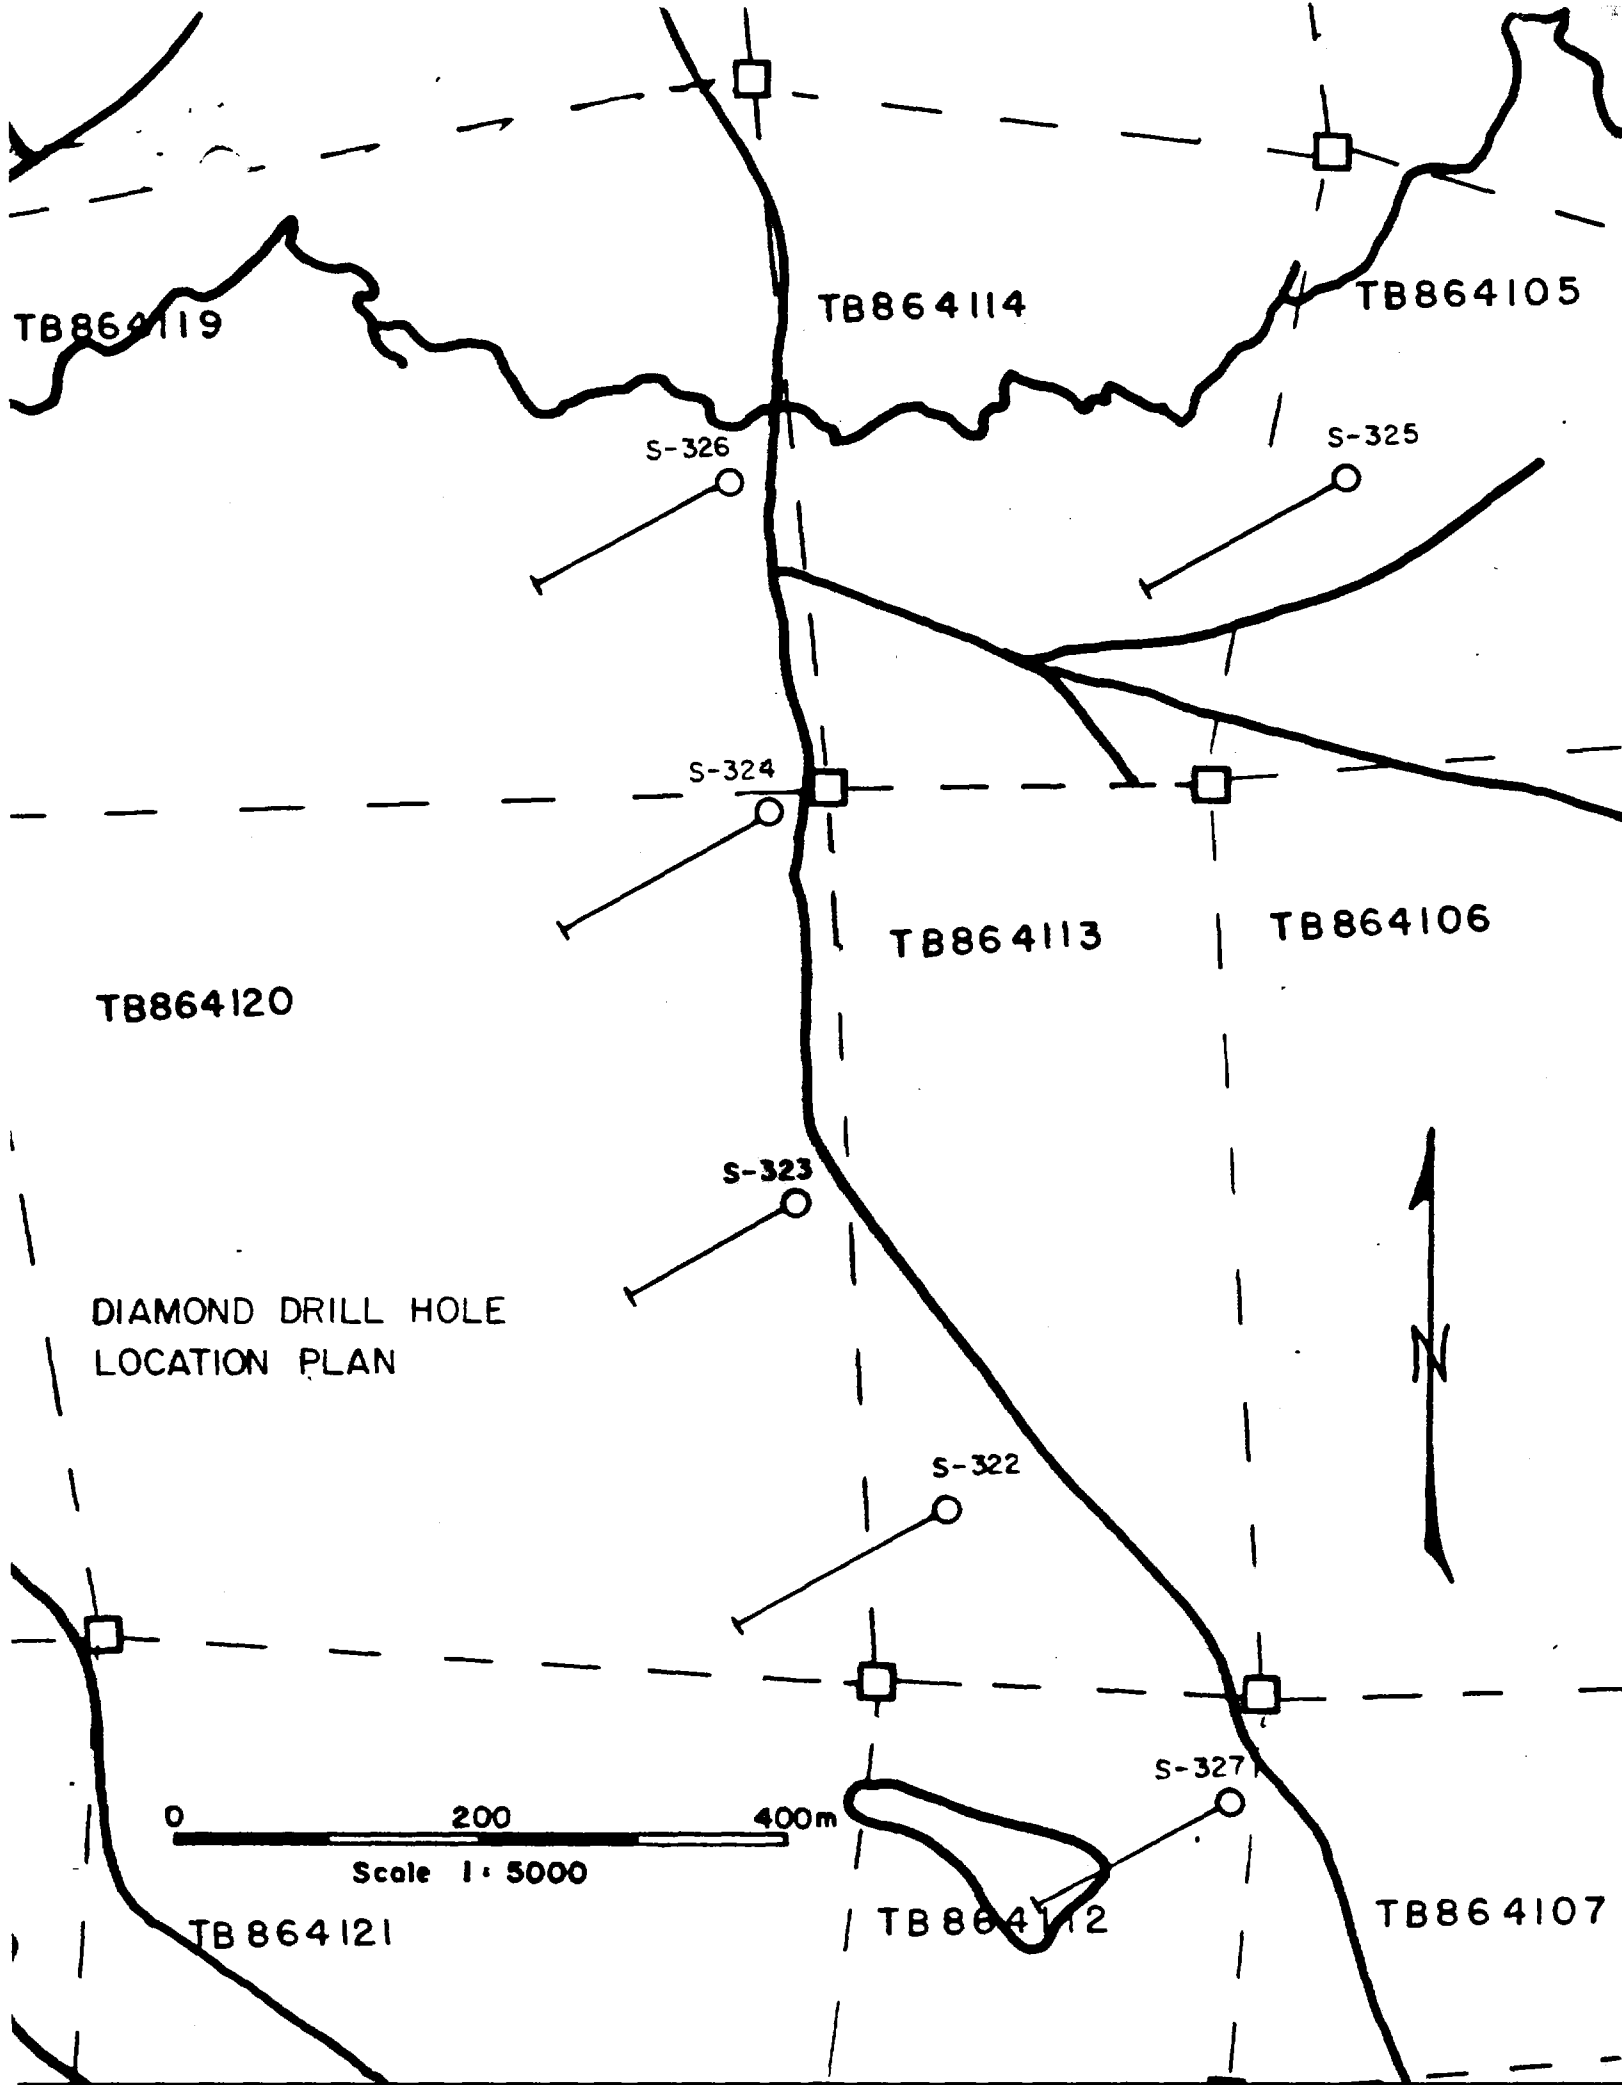 TB864119
TB864114
TB864105
S-326
S-325
S-324
TB864113
TB864106
TB864120
S-323
DIAMOND DRILL HOLE
LOCATION PLAN
N
S-322
S-327
0 200 400m
Scale 1: 5000
TB864121
TB864112
TB864107